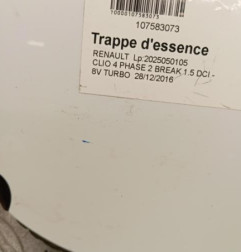 10000107583073
107583073
Trappe d'essence
RENAULT Lp:2025050105
CLIO 4 PHASE 2 BREAK 1.5 DCI -
8V TURBO 28/12/2016